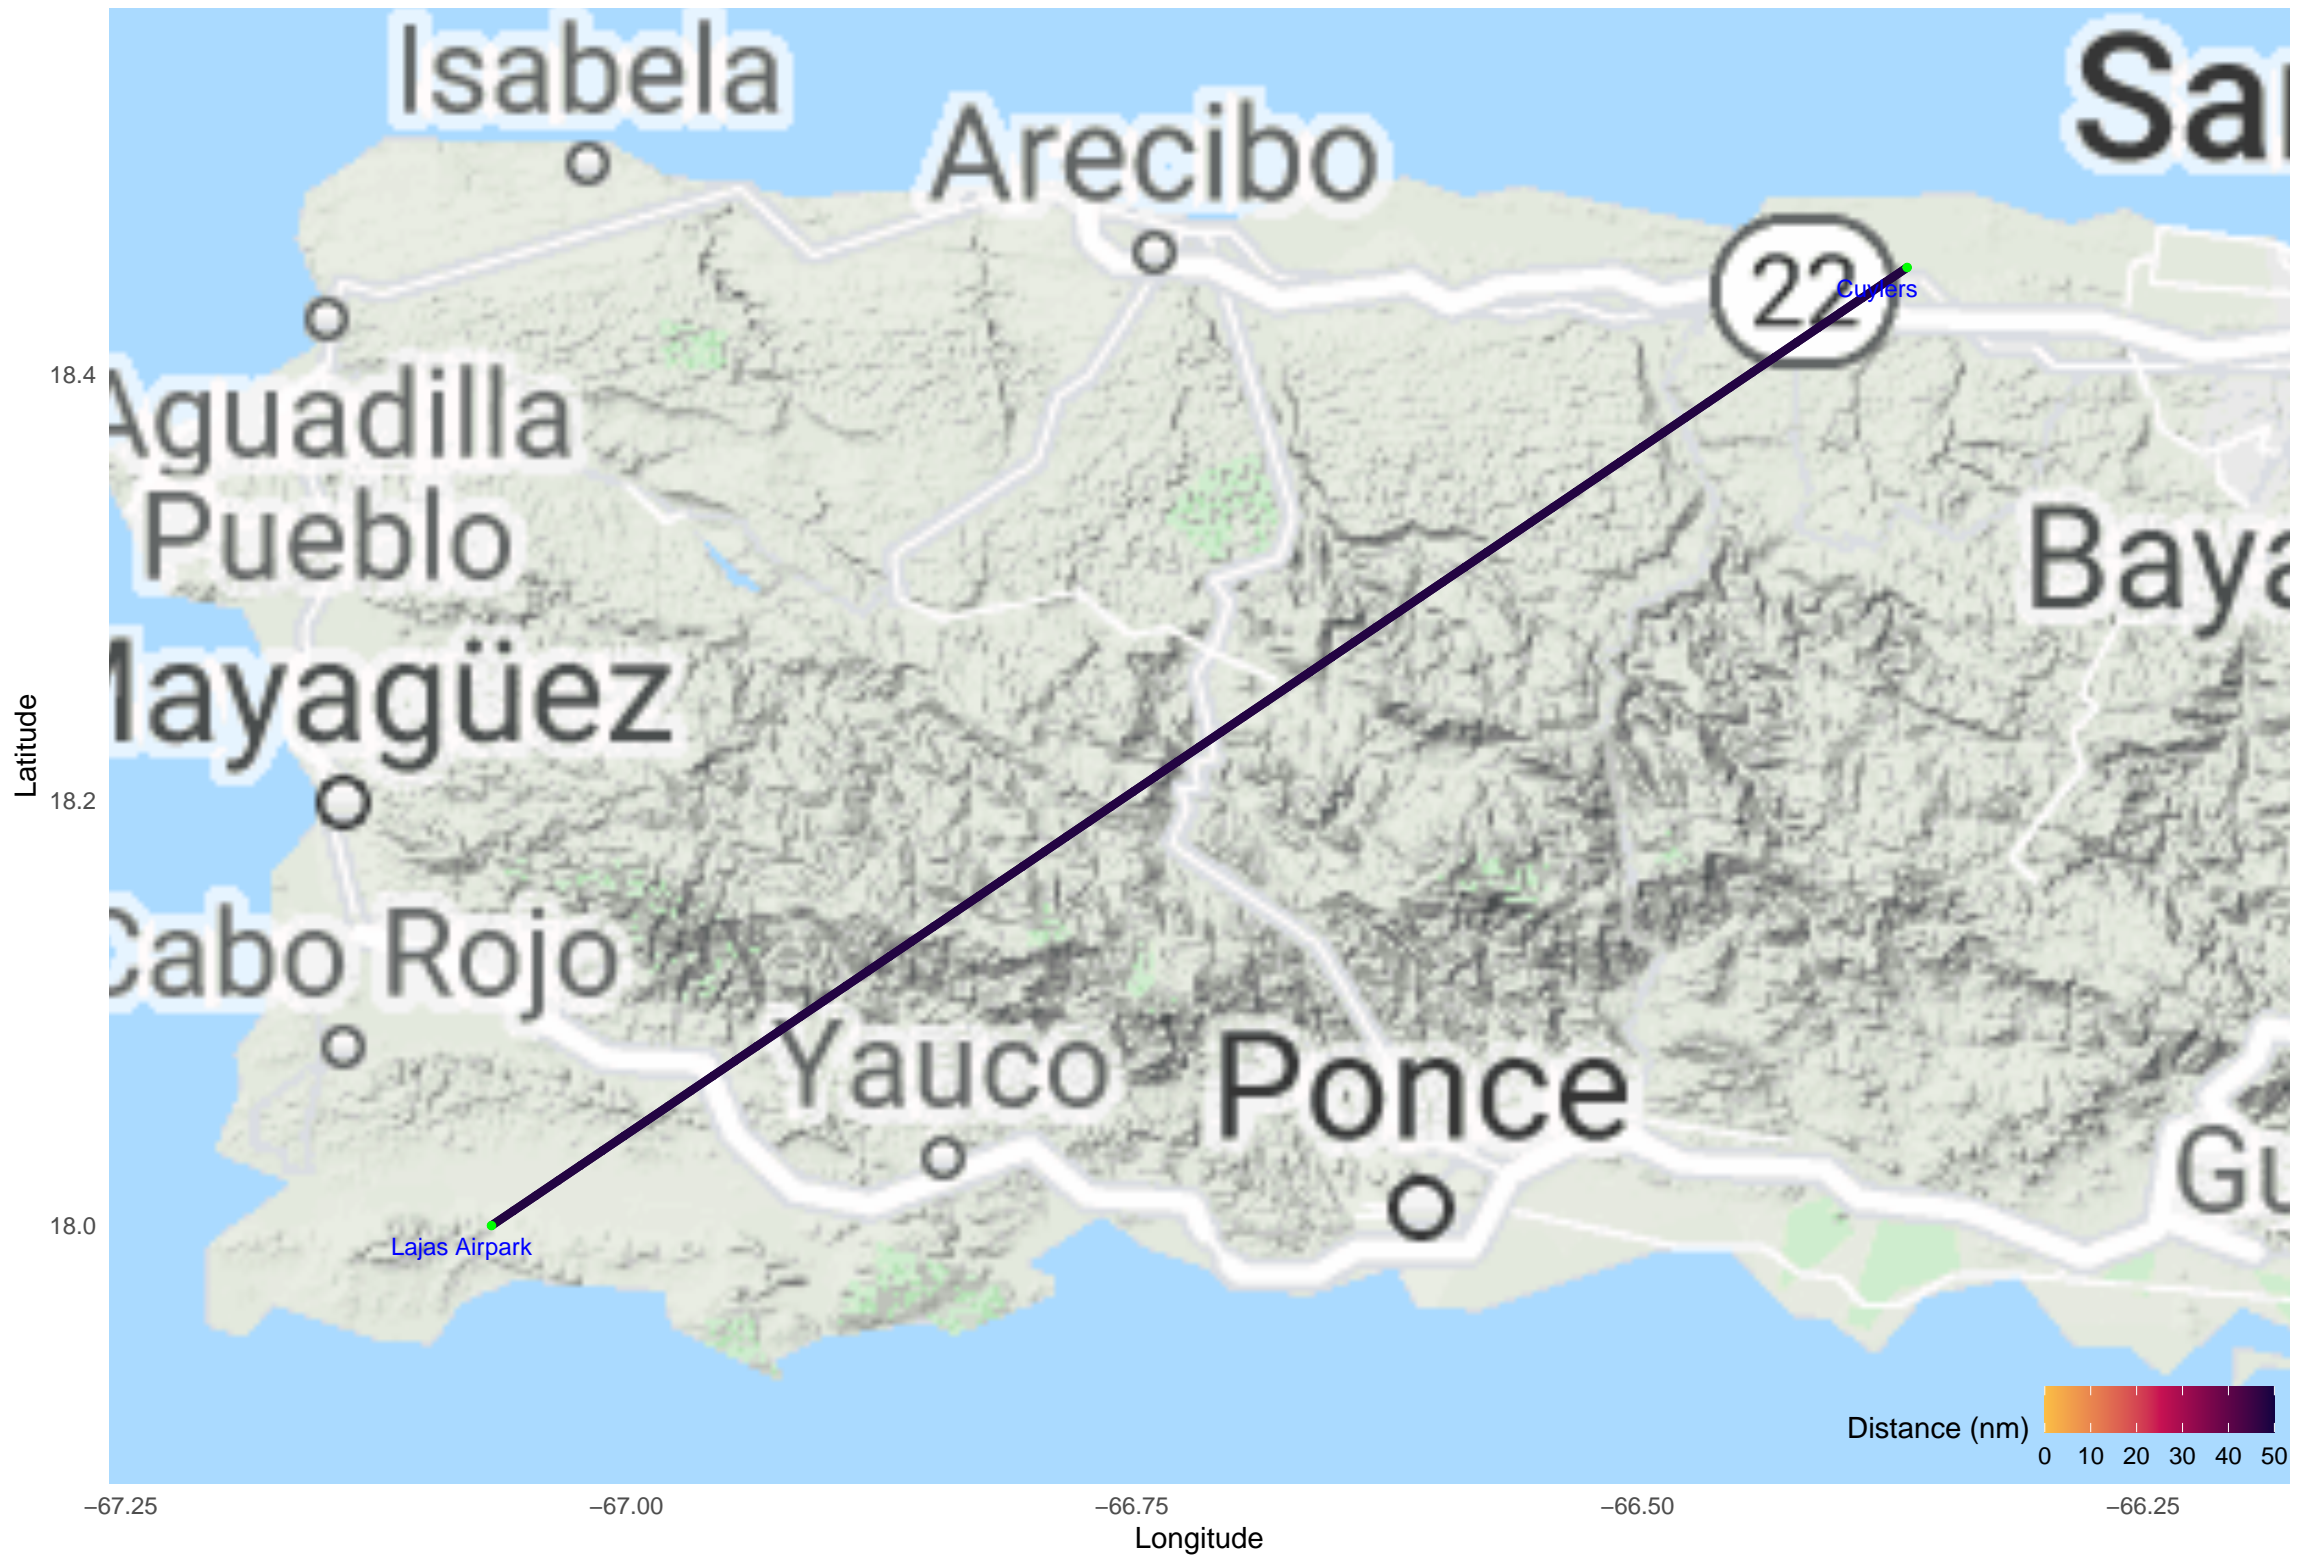 Isabela
Arecibo
Sa
22
Cuylers
18.4
Aguadilla
Pueblo
Baya
Mayagüez
Latitude
18.2
Cabo Rojo
Yauco
Ponce
Gu
18.0
Lajas Airpark
Distance (nm)
0 10 20 30 40 50
−67.25 −67.00 −66.75 −66.50 −66.25
Longitude